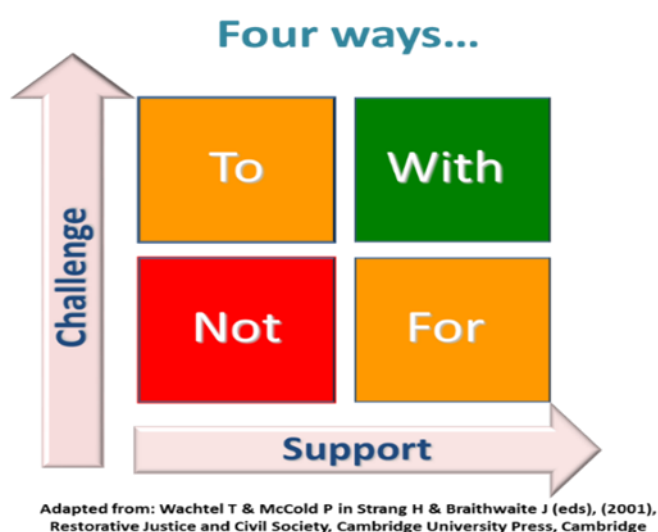 Four ways...
To
With
Challenge
Not
For
Support
Adapted from: Wachtel T & McCold P in Strang H & Braithwaite J (eds), (2001),
Restorative Justice and Civil Society, Cambridge University Press, Cambridge